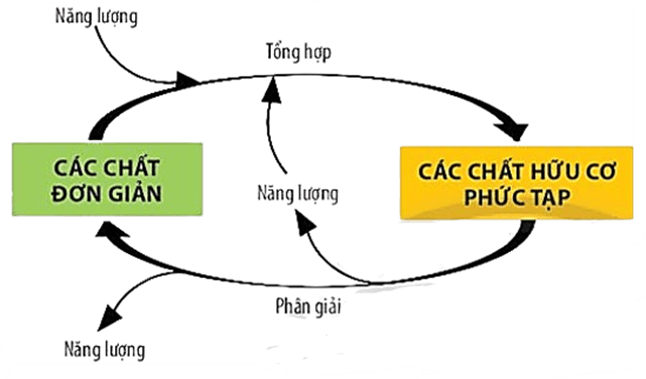 Năng lượng
Tổng hợp
CÁC CHẤT
ĐƠN GIẢN
CÁC CHẤT HỮU CƠ
PHỨC TẠP
Năng lượng
Phân giải
Năng lượng